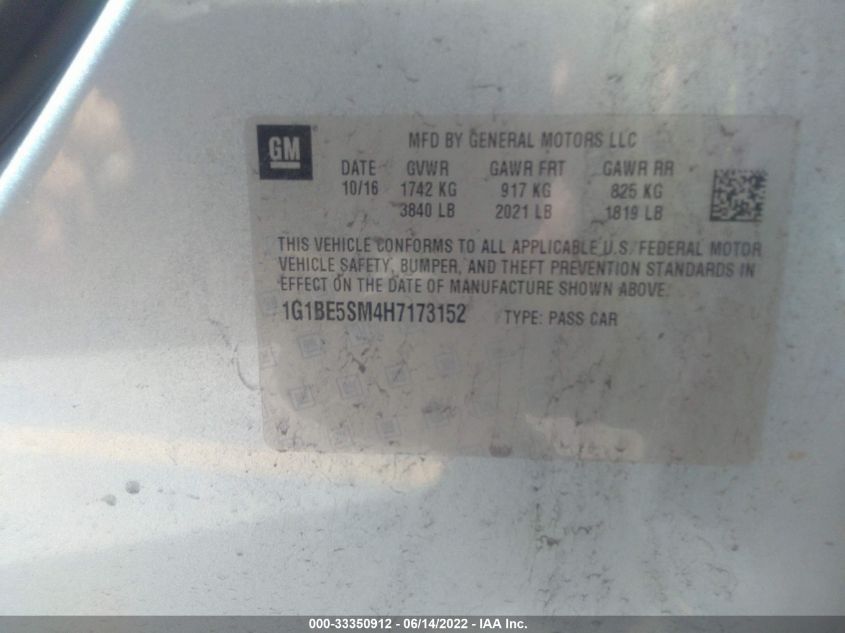 GM ® MFD BY GENERAL MOTORS LLC
DATE GVWR GAWR FRT GAWR RR
10/16 1742 KG 917 KG 825 KG
3840 LB 2021 LB 1819 LB
THIS VEHICLE CONFORMS TO ALL APPLICABLE U.S. FEDERAL MOTOR
VEHICLE SAFETY, BUMPER, AND THEFT PREVENTION STANDARDS IN
EFFECT ON THE DATE OF MANUFACTURE SHOWN ABOVE.
1G1BE5SM4H7173152 TYPE: PASS CAR
000-33350912 - 06/14/2022 - IAA Inc.